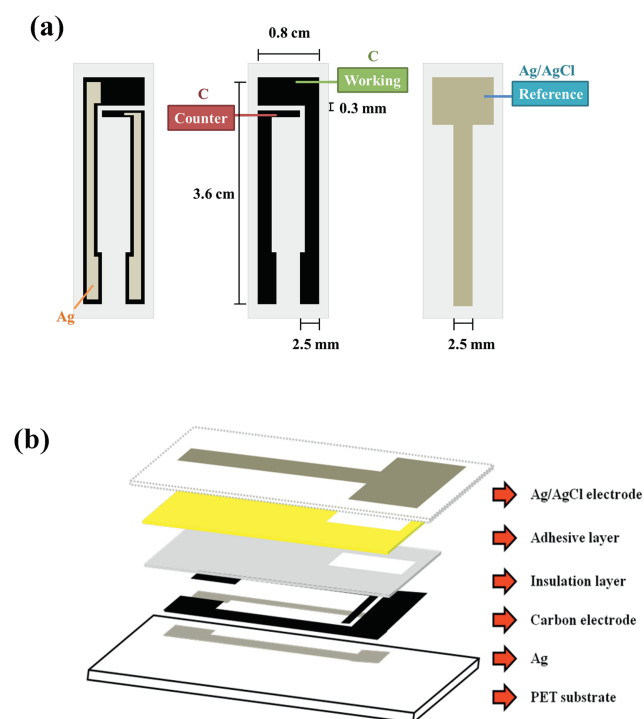 (a)
0.8 cm
C
Working
Ag/AgCl
Reference
C
Counter
0.3 mm
3.6 cm
Ag
2.5 mm
2.5 mm
(b)
Ag/AgCl electrode
Adhesive layer
Insulation layer
Carbon electrode
Ag
PET substrate